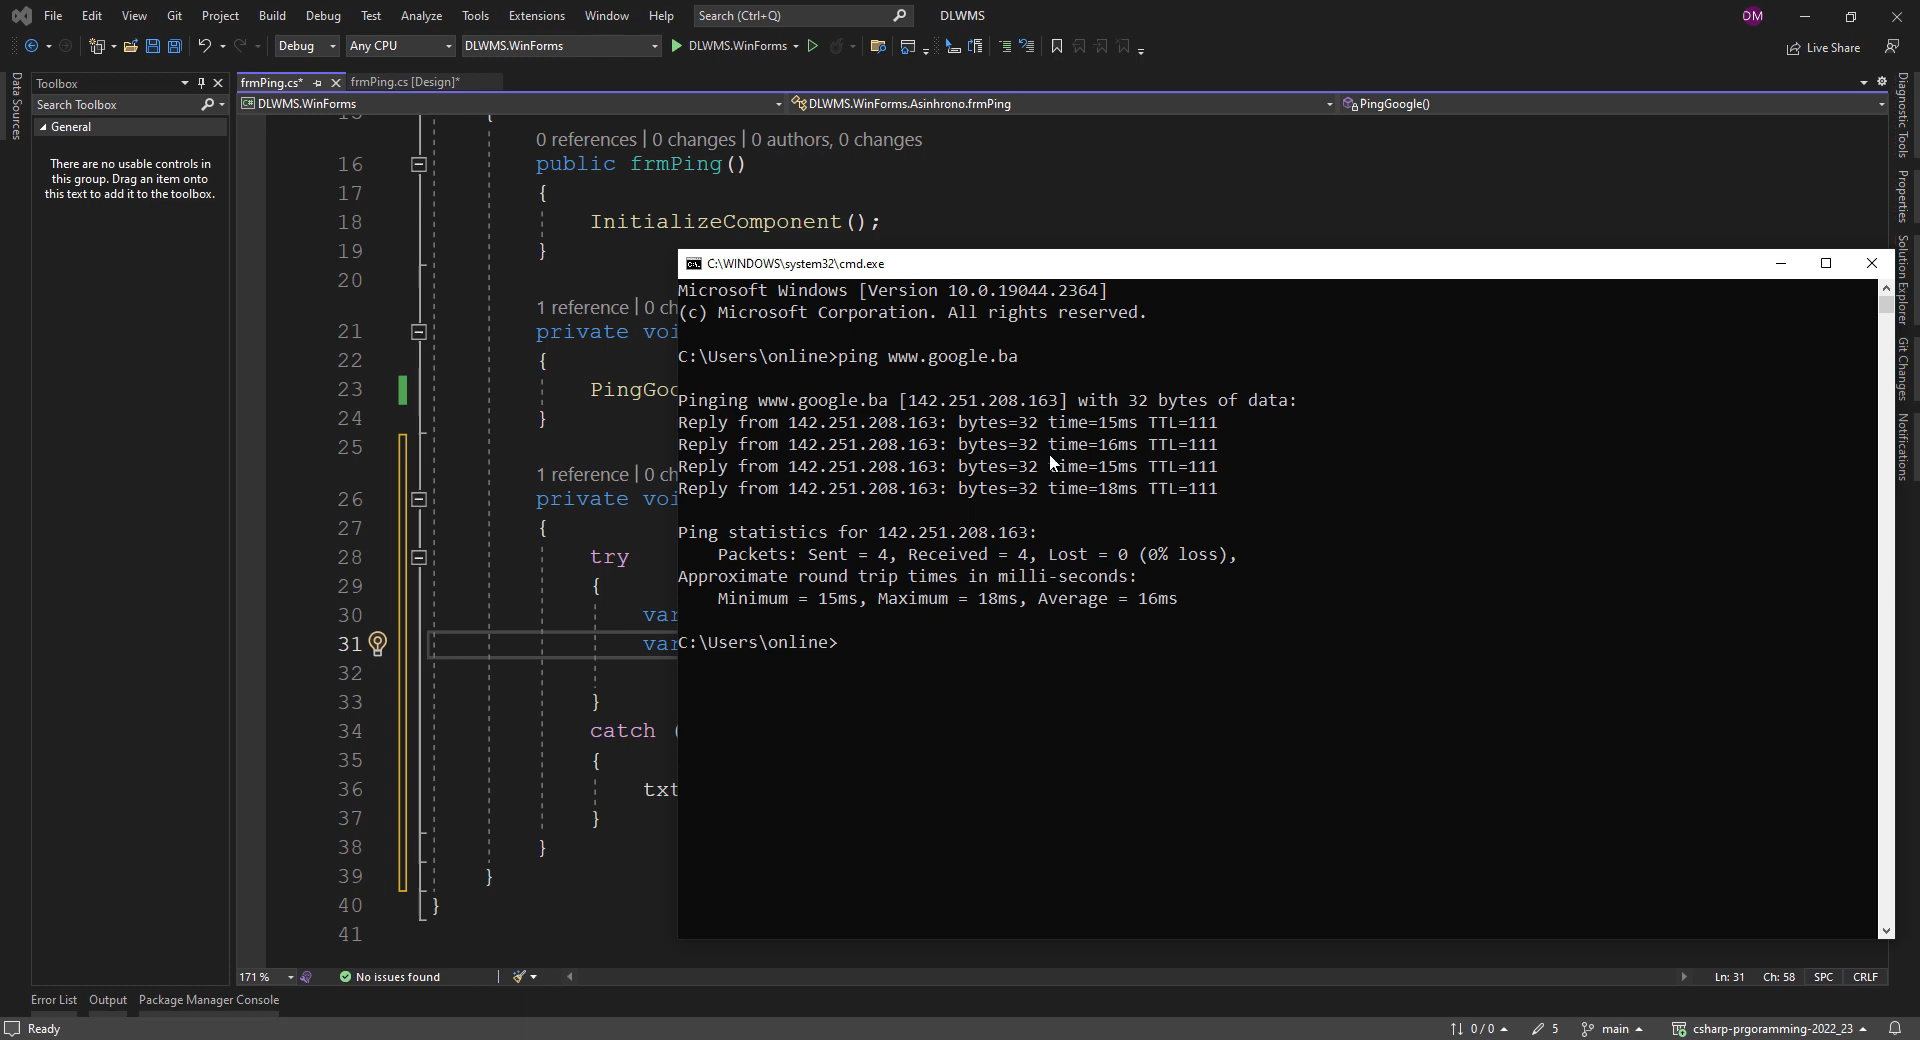 File Edit View Git Project Build Debug Test Analyze Tools Extensions Window Help Search (Ctrl+Q) DLWMS DM
Debug Any CPU DLWMS.WinForms DLWMS.WinForms Live Share
Data Sources
Toolbox
Search Toolbox
General
There are no usable controls in
this group. Drag an item onto
this text to add it to the toolbox.
frmPing.cs* frmPing.cs [Design]*
C# DLWMS.WinForms DLWMS.WinForms.Asinhrono.frmPing PingGoogle()
0 references | 0 changes | 0 authors, 0 changes
16 public frmPing()
17 {
18 InitializeComponent();
19 }
20
1 reference | 0 ch
21 private voi
22 {
23 PingGoo
24 }
25
1 reference | 0 ch
26 private voi
27 {
28 try
29 {
30 var
31 var
32
33 }
34 catch (
35 {
36 txt
37 }
38 }
39 }
40 }
41
C:\WINDOWS\system32\cmd.exe
Microsoft Windows [Version 10.0.19044.2364]
(c) Microsoft Corporation. All rights reserved.
C:\Users\online>ping www.google.ba
Pinging www.google.ba [142.251.208.163] with 32 bytes of data:
Reply from 142.251.208.163: bytes=32 time=15ms TTL=111
Reply from 142.251.208.163: bytes=32 time=16ms TTL=111
Reply from 142.251.208.163: bytes=32 time=15ms TTL=111
Reply from 142.251.208.163: bytes=32 time=18ms TTL=111
Ping statistics for 142.251.208.163:
Packets: Sent = 4, Received = 4, Lost = 0 (0% loss),
Approximate round trip times in milli-seconds:
Minimum = 15ms, Maximum = 18ms, Average = 16ms
C:\Users\online>
Diagnostic Tools
Properties
Solution Explorer
Git Changes
Notifications
171 % No issues found Ln: 31 Ch: 58 SPC CRLF
Error List Output Package Manager Console
Ready 0 / 0 5 main csharp-prgoramming-2022_23